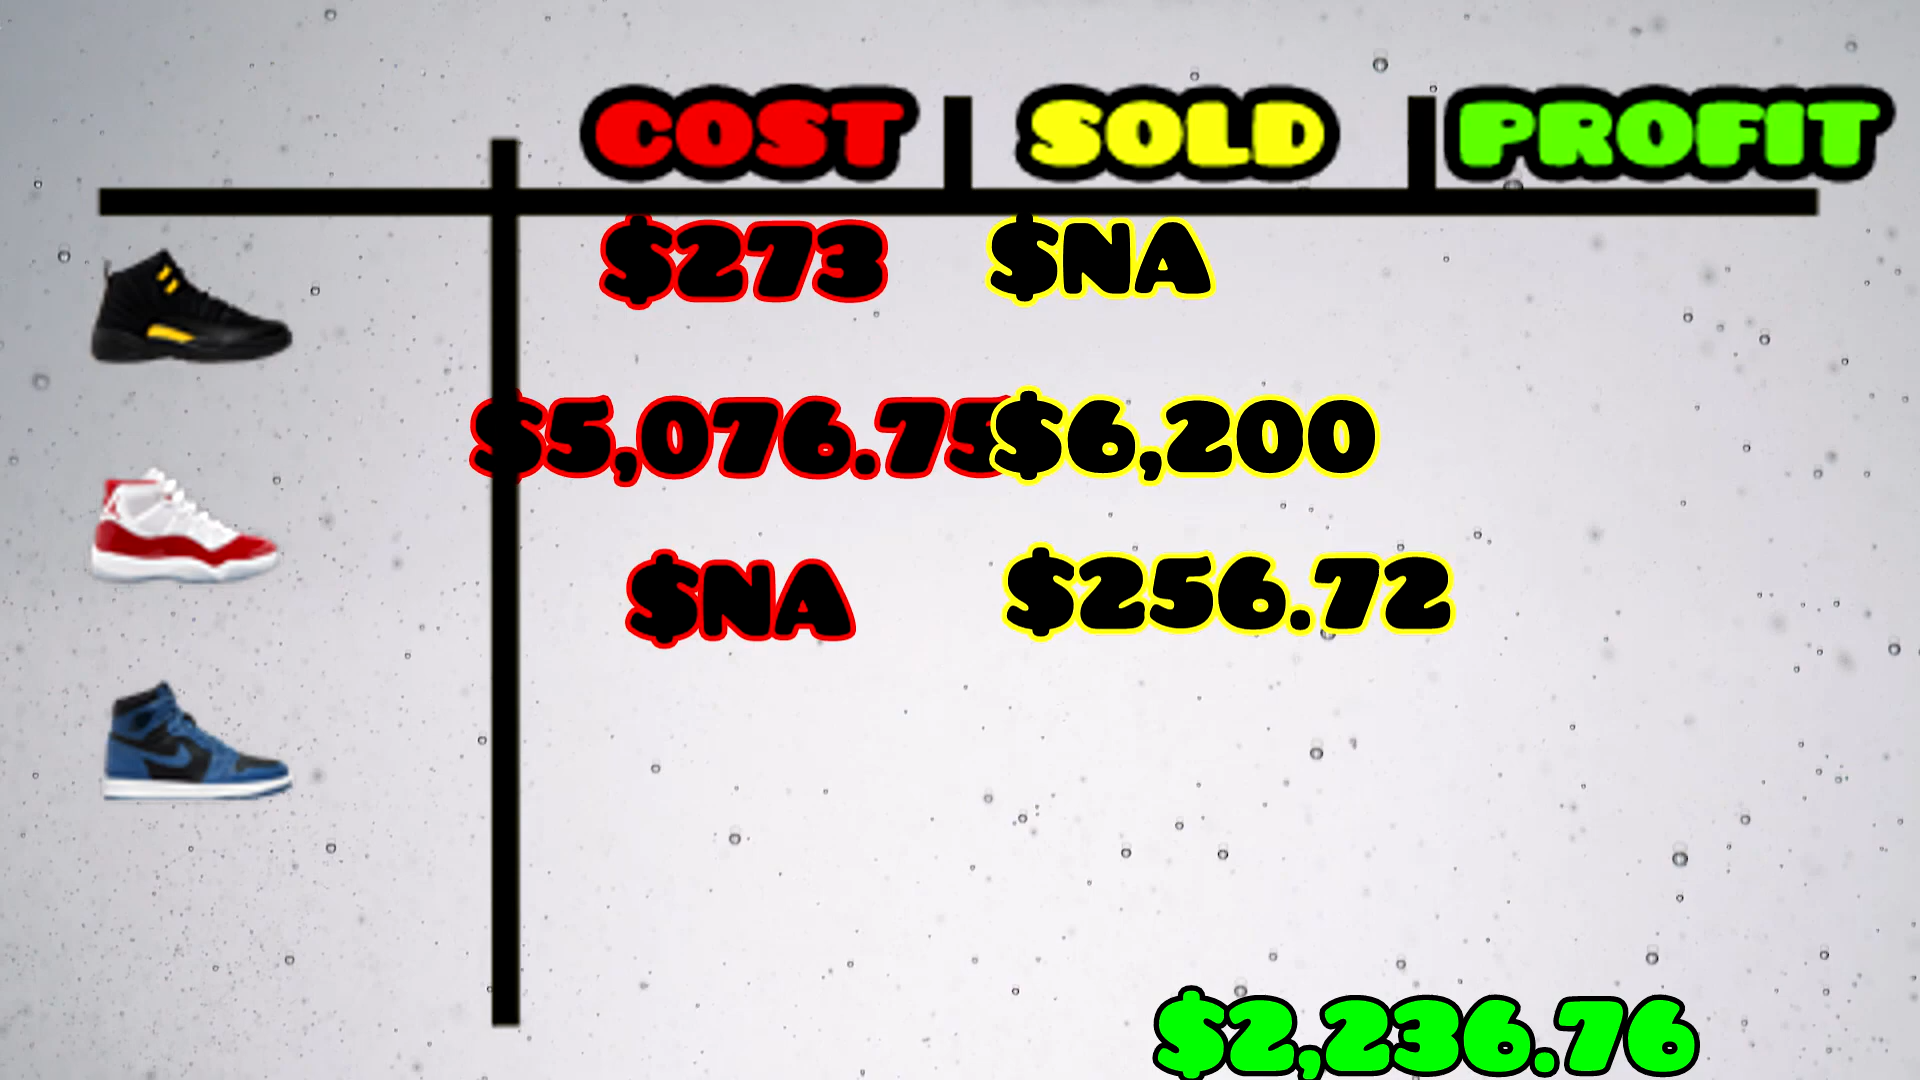 COST SOLD PROFIT
$273 $NA
$5,076.75 $6,200
$NA $256.72
$2,236.76